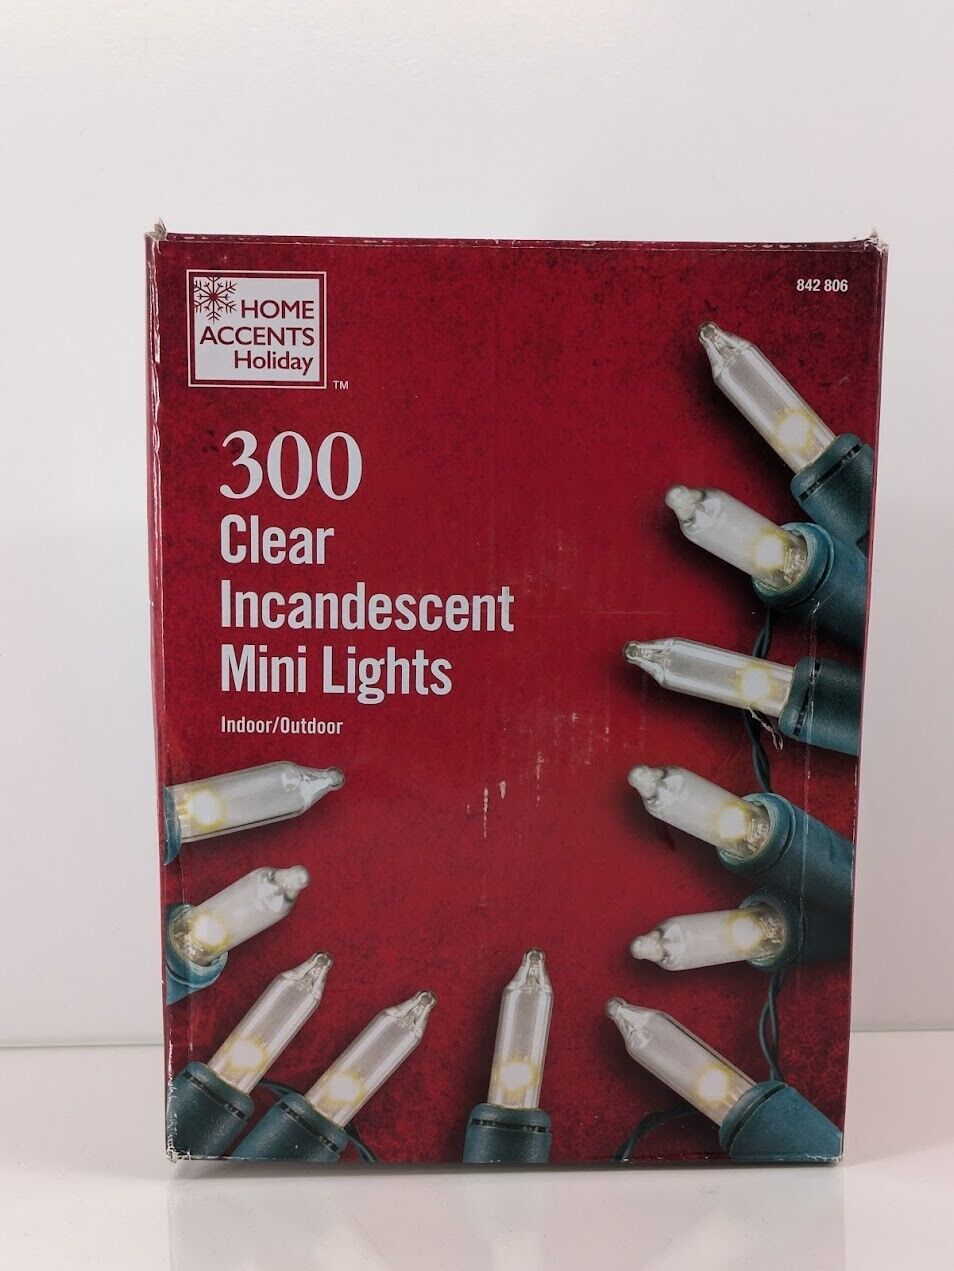 HOME
ACCENTS
Holiday
TM
842 806
300
Clear
Incandescent
Mini Lights
Indoor/Outdoor